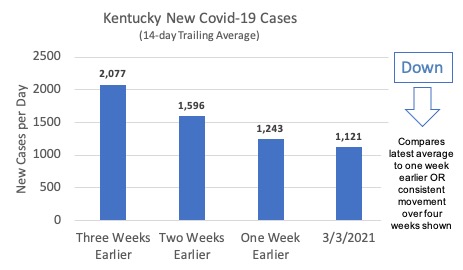 Kentucky New Covid-19 Cases
(14-day Trailing Average)
New Cases per Day
2500
2000
1500
1000
500
0
2,077
1,596
1,243
1,121
Three Weeks
Earlier
Two Weeks
Earlier
One Week
Earlier
3/3/2021
Down
Compares
latest average
to one week
earlier OR
consistent
movement
over four
weeks shown